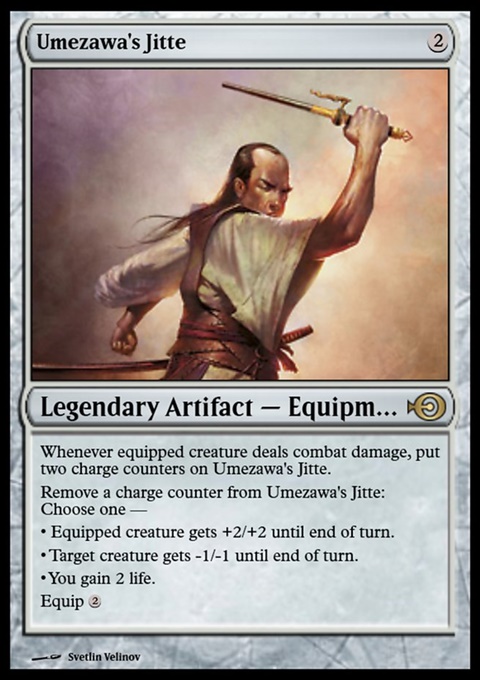 Umezawa's Jitte 2
Legendary Artifact — Equipm...
Whenever equipped creature deals combat damage, put
two charge counters on Umezawa's Jitte.
Remove a charge counter from Umezawa's Jitte:
Choose one —
• Equipped creature gets +2/+2 until end of turn.
• Target creature gets -1/-1 until end of turn.
• You gain 2 life.
Equip 2
Svetlin Velinov